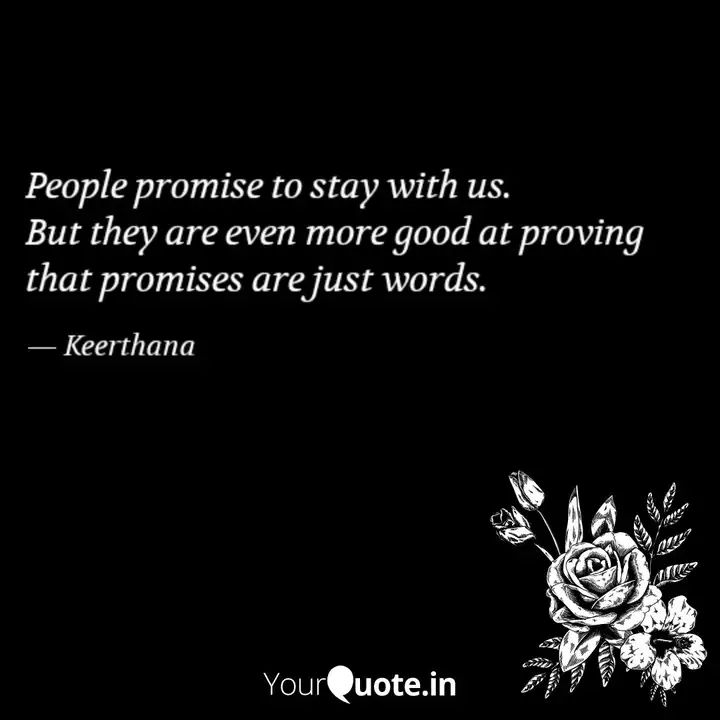 People promise to stay with us.
But they are even more good at proving
that promises are just words.
— Keerthana
YourQuote.in